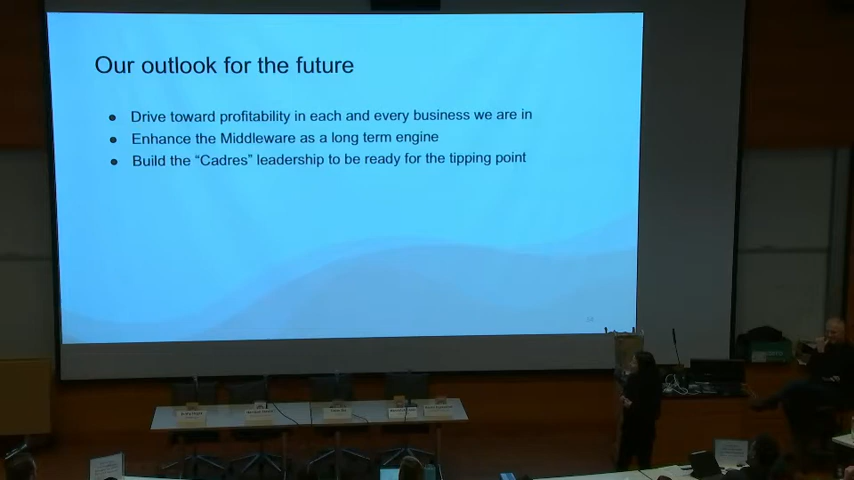 Our outlook for the future
● Drive toward profitability in each and every business we are in
● Enhance the Middleware as a long term engine
● Build the “Cadres” leadership to be ready for the tipping point